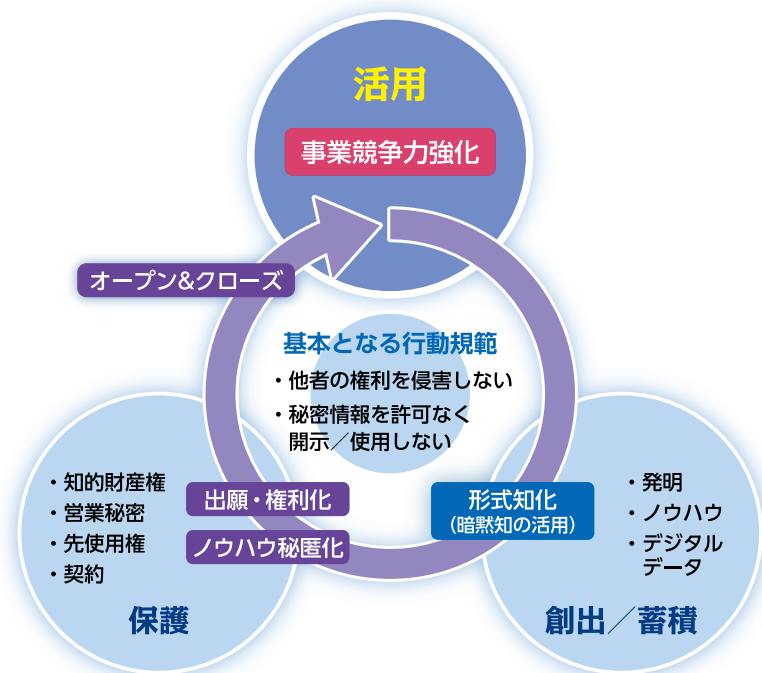 活用
事業競争力強化
オープン&クローズ
基本となる行動規範
・他者の権利を侵害しない
・秘密情報を許可なく
開示／使用しない
・知的財産権
・営業秘密
・先使用権
・契約
出願・権利化
ノウハウ秘匿化
保護
形式知化
(暗黙知の活用)
・発明
・ノウハウ
・デジタル
データ
創出／蓄積